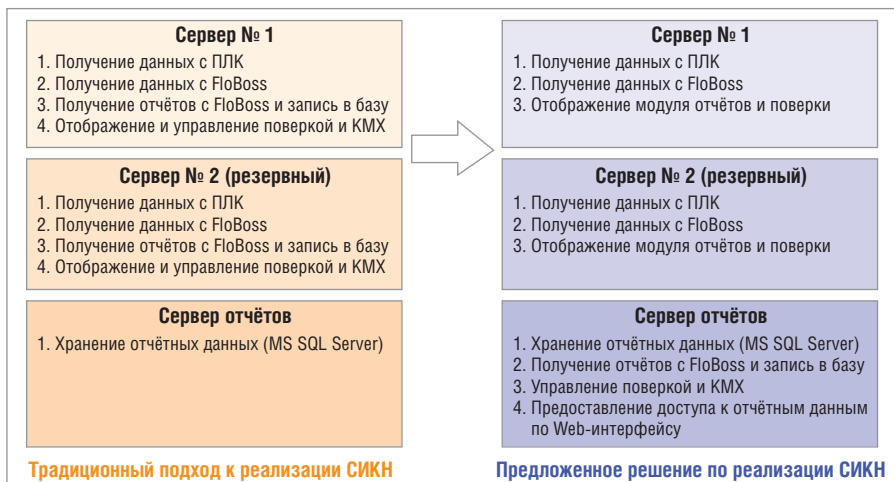 Сервер № 1
1. Получение данных с ПЛК
2. Получение данных с FloBoss
3. Получение отчётов с FloBoss и запись в базу
4. Отображение и управление поверкой и КМХ
Сервер № 2 (резервный)
1. Получение данных с ПЛК
2. Получение данных с FloBoss
3. Получение отчётов с FloBoss и запись в базу
4. Отображение и управление поверкой и КМХ
Сервер отчётов
1. Хранение отчётных данных (MS SQL Server)
Традиционный подход к реализации СИКН
Сервер № 1
1. Получение данных с ПЛК
2. Получение данных с FloBoss
3. Отображение модуля отчётов и поверки
Сервер № 2 (резервный)
1. Получение данных с ПЛК
2. Получение данных с FloBoss
3. Отображение модуля отчётов и поверки
Сервер отчётов
1. Хранение отчётных данных (MS SQL Server)
2. Получение отчётов с FloBoss и запись в базу
3. Управление поверкой и КМХ
4. Предоставление доступа к отчётным данным
по Web-интерфейсу
Предложенное решение по реализации СИКН